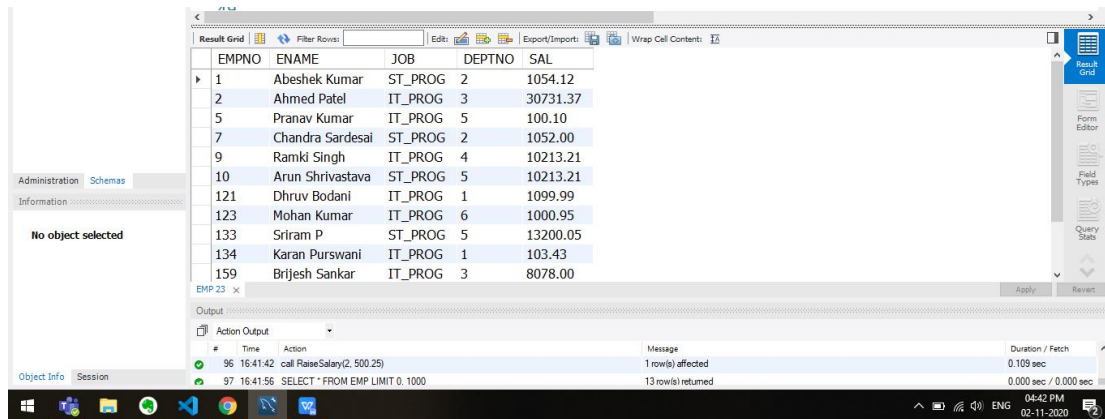 Result Grid Filter Rows: Edit: Export/Import: Wrap Cell Content:
EMPNO ENAME JOB DEPTNO SAL
1 Abeshek Kumar ST_PROG 2 1054.12
2 Ahmed Patel IT_PROG 3 30731.37
5 Pranav Kumar IT_PROG 5 100.10
7 Chandra Sardesai ST_PROG 2 1052.00
9 Ramki Singh IT_PROG 4 10213.21
10 Arun Shrivastava ST_PROG 5 10213.21
121 Dhruv Bodani IT_PROG 1 1099.99
123 Mohan Kumar IT_PROG 6 1000.95
133 Sriram P ST_PROG 5 13200.05
134 Karan Purswani IT_PROG 1 103.43
159 Brijesh Sankar IT_PROG 3 8078.00
EMP 23
Apply Revert
Result
Grid
Form
Editor
Field
Types
Query
Stats
Administration Schemas
Information
No object selected
Object Info Session
Output
Action Output
# Time Action Message Duration / Fetch
96 16:41:42 call RaiseSalary(2, 500.25) 1 row(s) affected 0.109 sec
97 16:41:56 SELECT * FROM EMP LIMIT 0, 1000 13 row(s) returned 0.000 sec / 0.000 sec
ENG
04:42 PM
02-11-2020
2